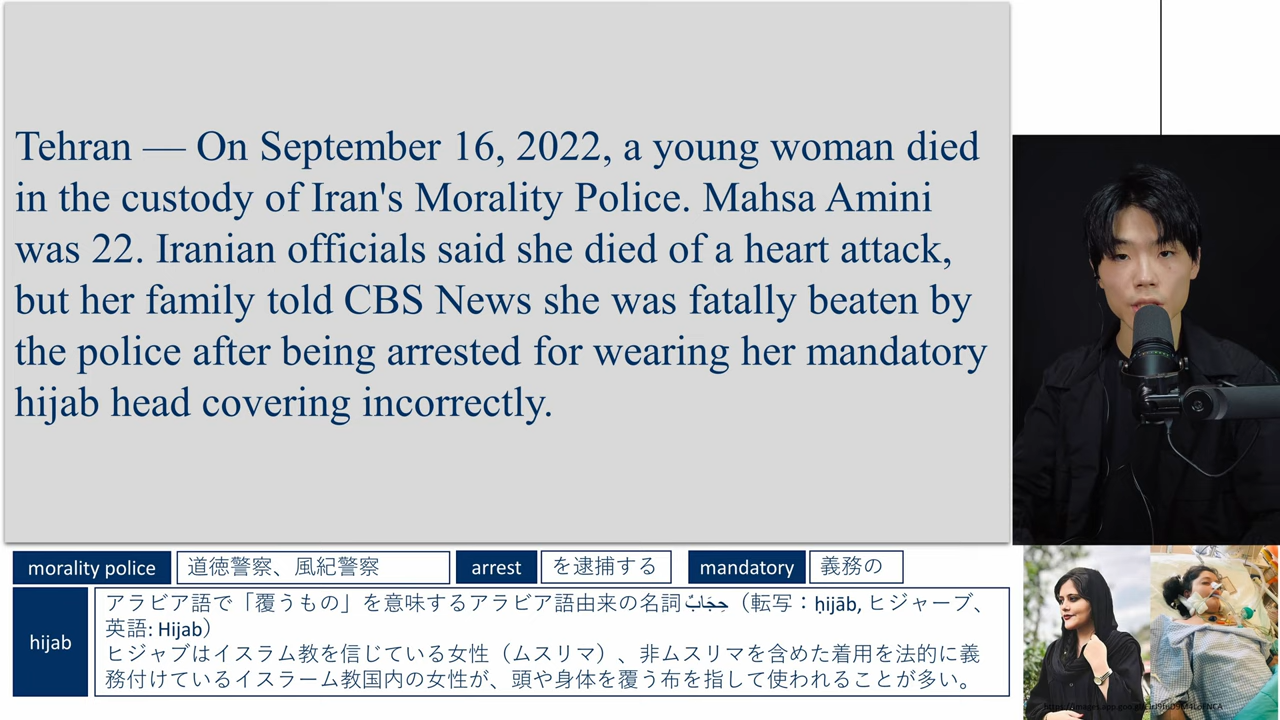 Tehran — On September 16, 2022, a young woman died
in the custody of Iran's Morality Police. Mahsa Amini
was 22. Iranian officials said she died of a heart attack,
but her family told CBS News she was fatally beaten by
the police after being arrested for wearing her mandatory
hijab head covering incorrectly.
morality police 道徳警察、風紀警察 arrest を逮捕する mandatory 義務の
hijab
アラビア語で「覆うもの」を意味するアラビア語由来の名詞 حِجَابٌ（転写：ḥijāb, ヒジャーブ、
英語: Hijab）
ヒジャブはイスラム教を信じている女性（ムスリマ）、非ムスリマを含めた着用を法的に義
務付けているイスラーム教国内の女性が、頭や身体を覆う布を指して使われることが多い。